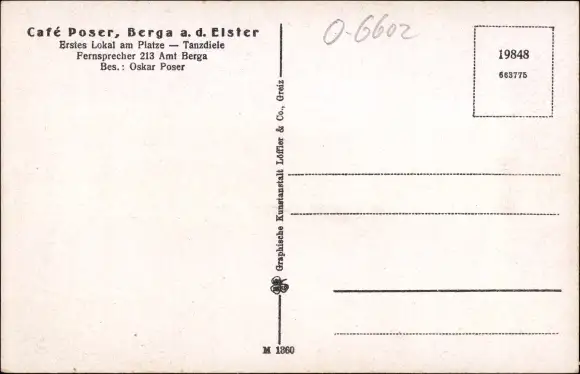 Café Poser, Berga a. d. Elster
Erstes Lokal am Platze — Tanzdiele
Fernsprecher 213 Amt Berga
Bes.: Oskar Poser
O-6602
19848
663775
Graphische Kunstanstalt Löffler & Co., Greiz
M 1360